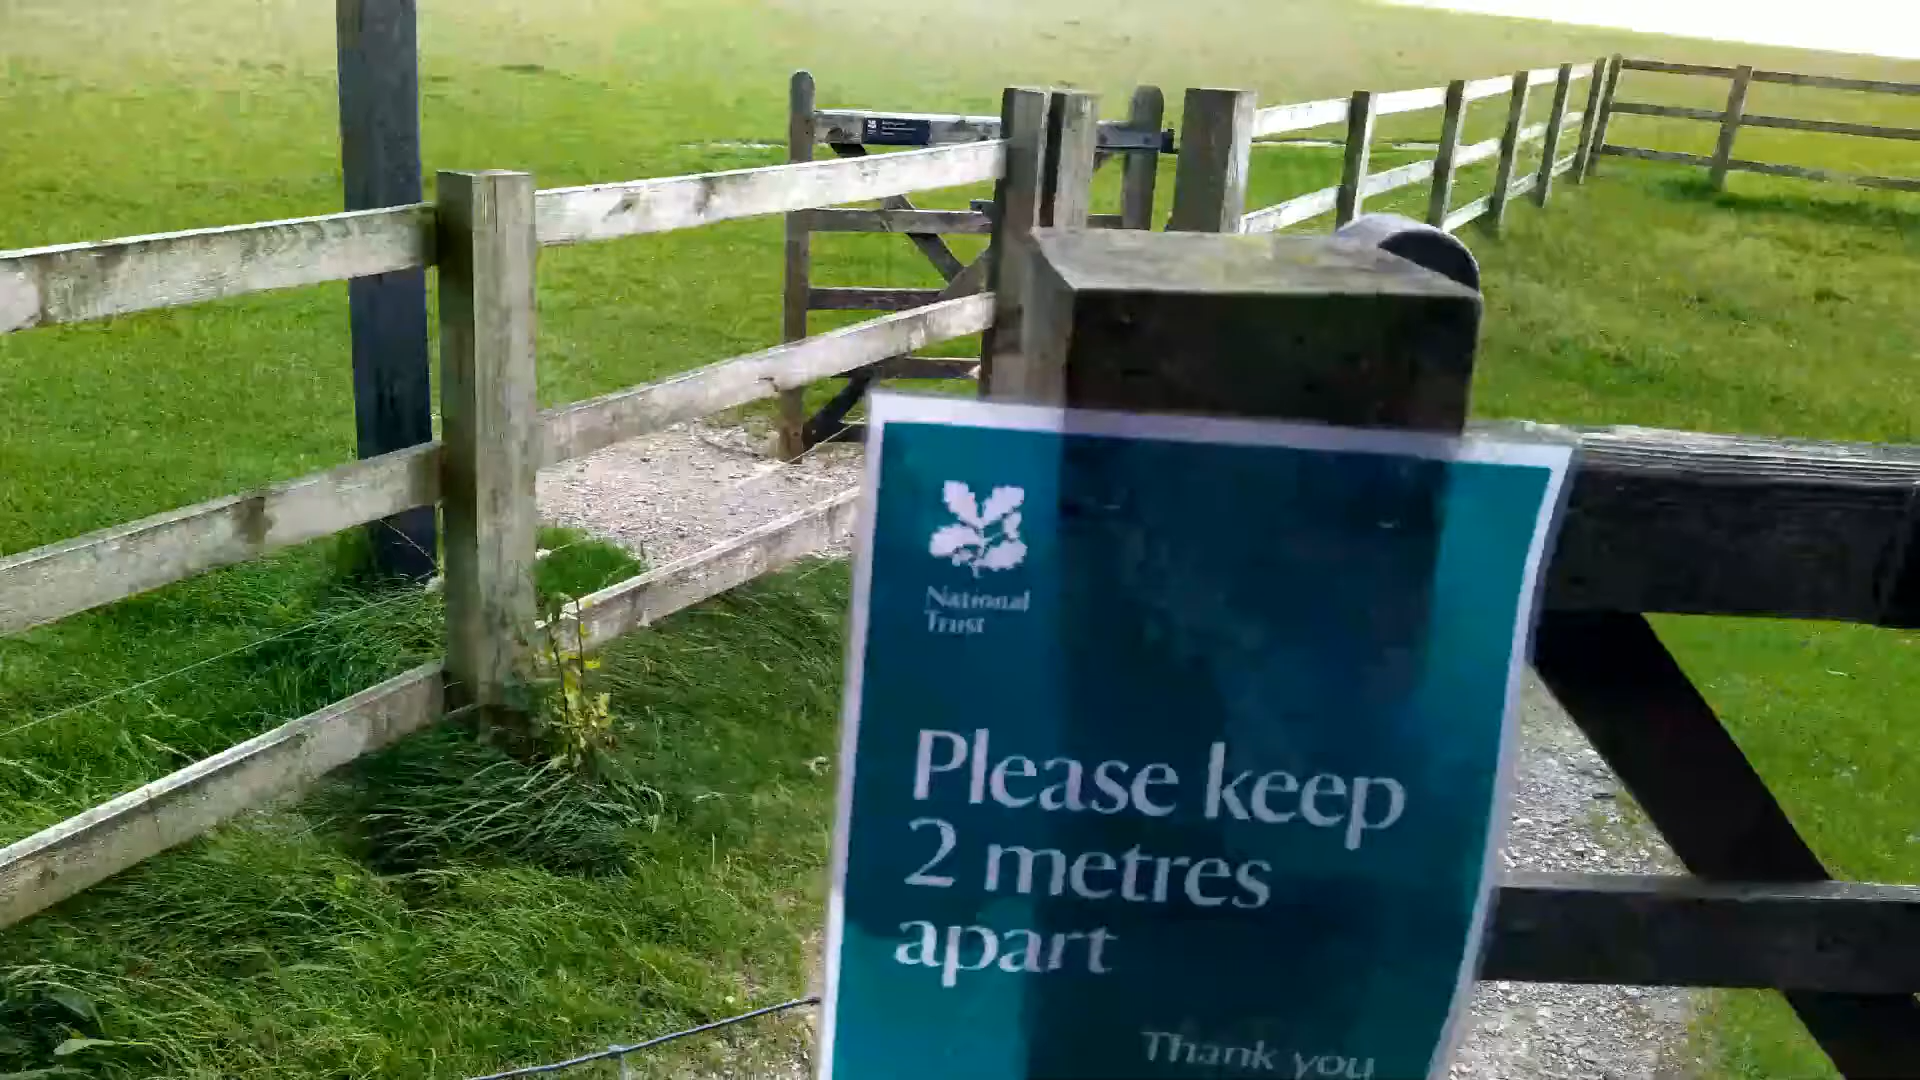 National
Trust
Please keep
2 metres
apart
Thank you